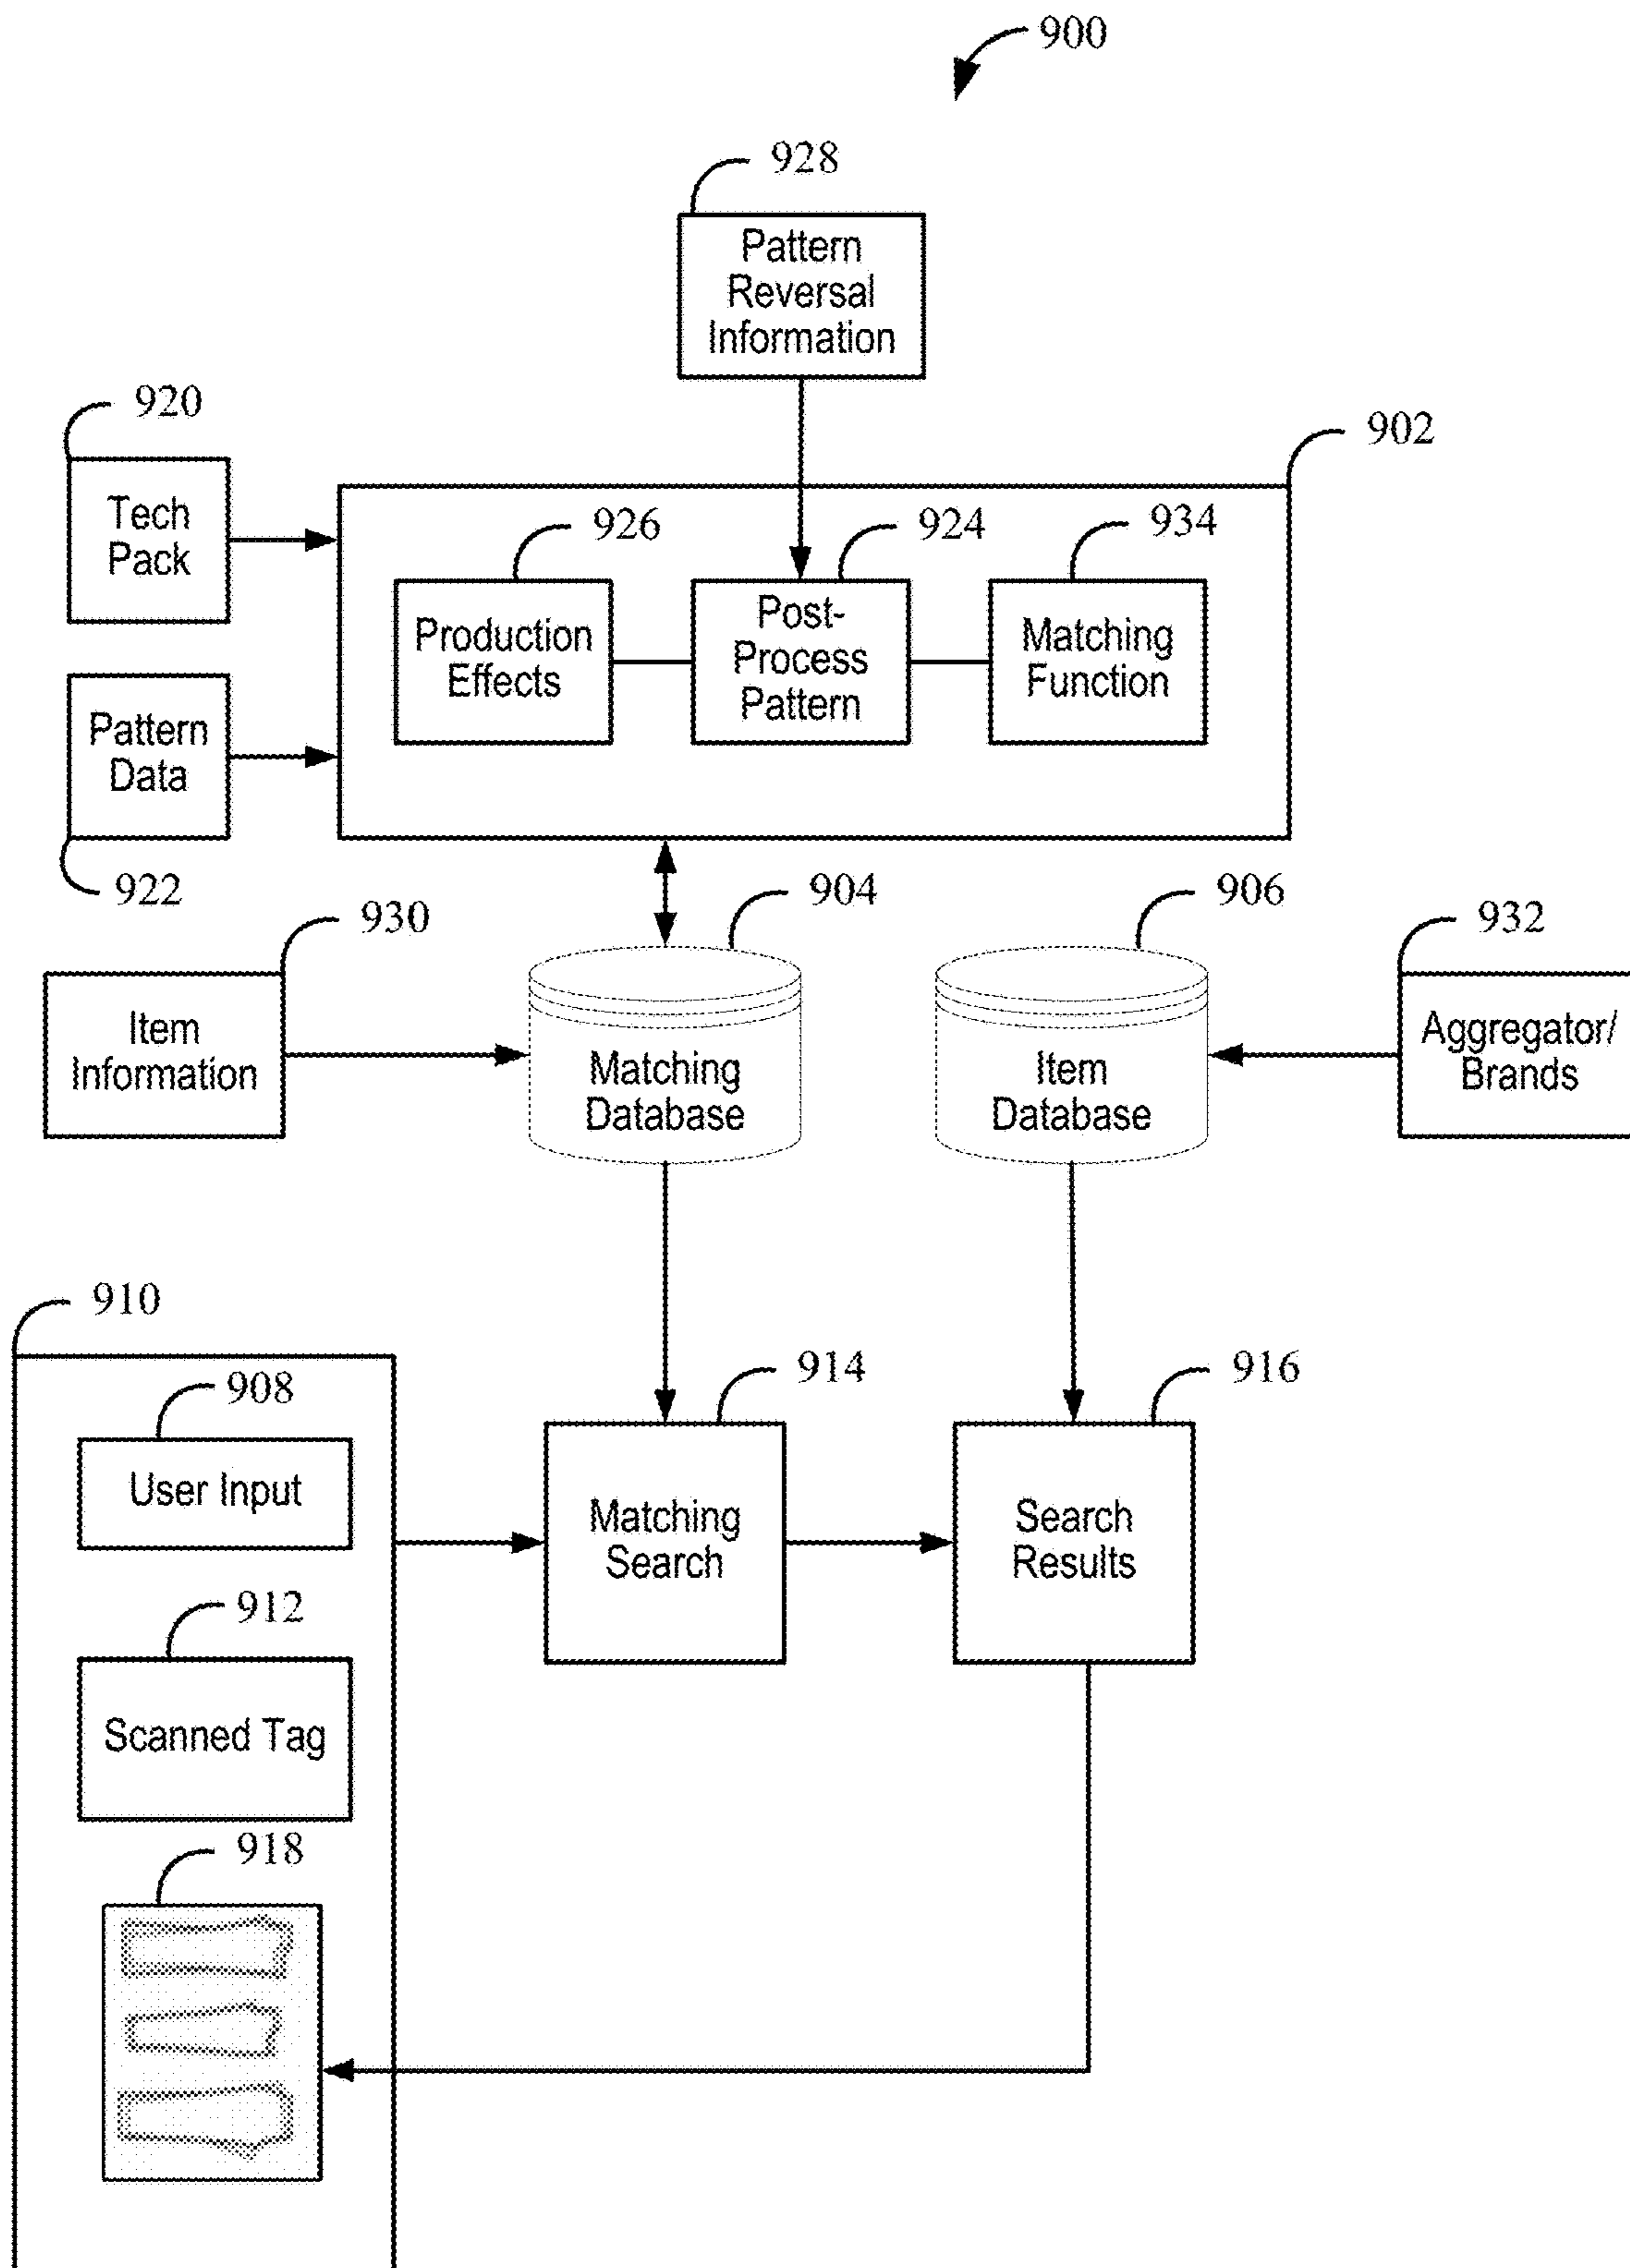 900
928
Pattern
Reversal
Information
920
902
Tech
Pack
926
924
934
Production
Effects
Post-
Process
Pattern
Matching
Function
Pattern
Data
922
930
904
906
932
Item
Information
Matching
Database
Item
Database
Aggregator/
Brands
910
908
914
916
User Input
Matching
Search
Search
Results
912
Scanned Tag
918